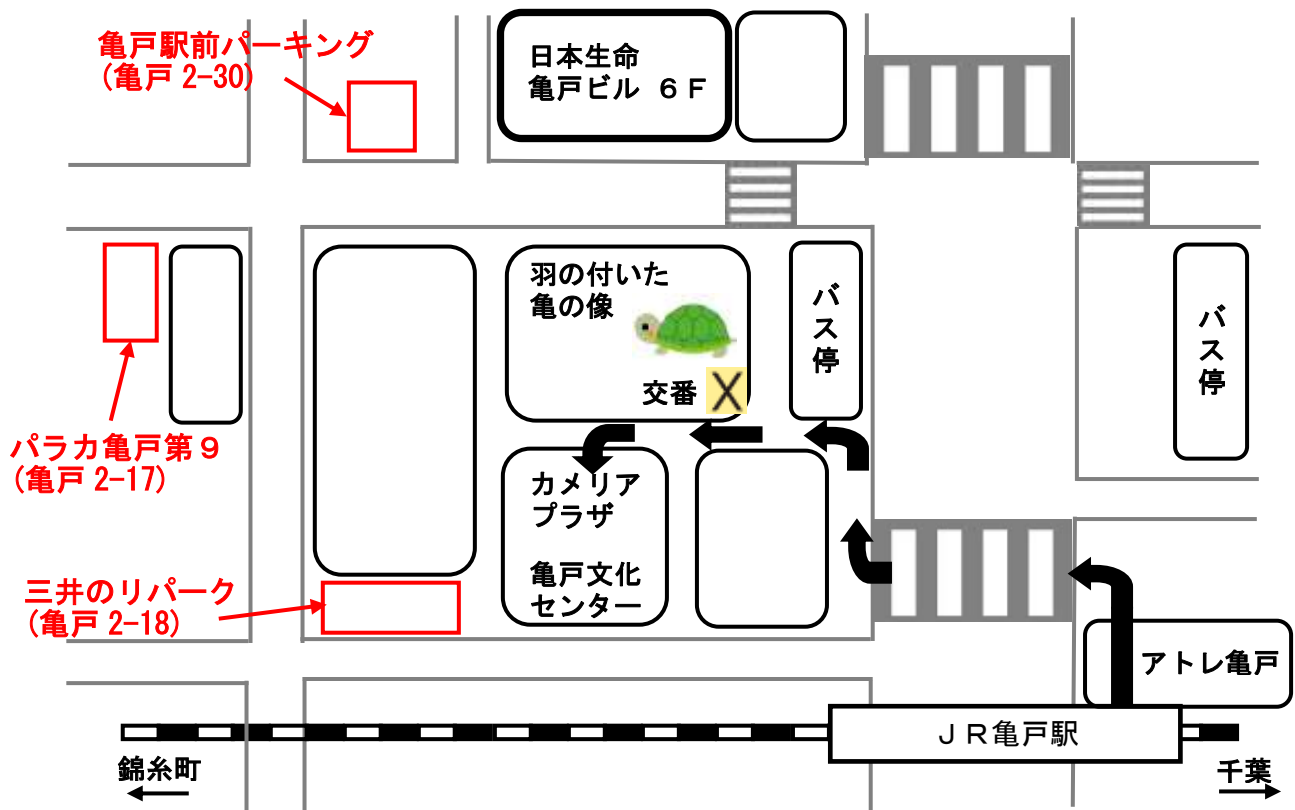 亀戸駅前パーキング
(亀戸 2-30)
日本生命
亀戸ビル ６Ｆ
羽の付いた
亀の像
交番 X
バス停
バス停
パラカ亀戸第９
(亀戸 2-17)
カメリア
プラザ
亀戸文化
センター
三井のリパーク
(亀戸 2-18)
アトレ亀戸
ＪＲ亀戸駅
錦糸町
千葉